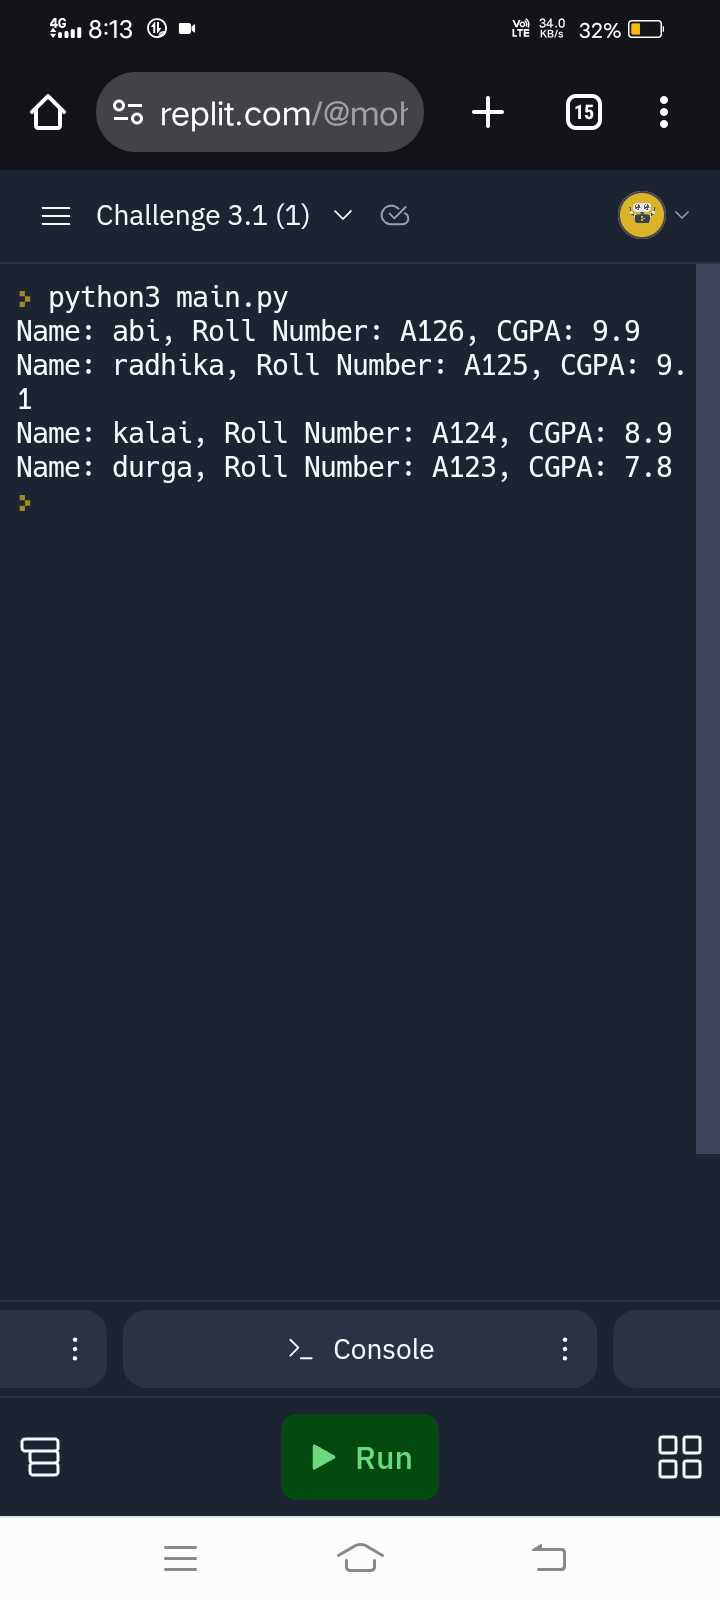 4G 8:13 Vo) LTE 34.0 KB/s 32%
replit.com/@moh 15
Challenge 3.1 (1)
python3 main.py
Name: abi, Roll Number: A126, CGPA: 9.9
Name: radhika, Roll Number: A125, CGPA: 9.
1
Name: kalai, Roll Number: A124, CGPA: 8.9
Name: durga, Roll Number: A123, CGPA: 7.8
Console
Run